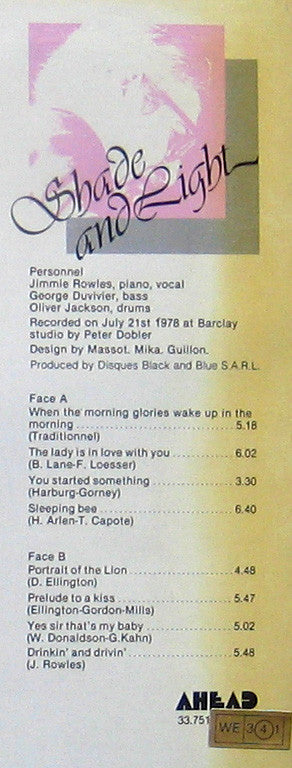 Shade
and Light
Personnel
Jimmie Rowles, piano, vocal
George Duvivier, bass
Oliver Jackson, drums
Recorded on July 21st 1978 at Barclay
studio by Peter Dobler
Design by Massot. Mika. Guillon.
Produced by Disques Black and Blue S.A.R.L.
Face A
When the morning glories wake up in the
morning ........................................ 5.18
(Traditionnel)
The lady is in love with you ................ 6.02
(B. Lane-F. Loesser)
You started something ...................... 3.30
(Harburg-Gorney)
Sleeping bee .................................... 6.40
(H. Arlen-T. Capote)
Face B
Portrait of the Lion ........................... 4.48
(D. Ellington)
Prelude to a kiss ............................... 5.47
(Ellington-Gordon-Mills)
Yes sir that's my baby ....................... 5.02
(W. Donaldson-G.Kahn)
Drinkin' and drivin' ........................... 5.48
(J. Rowles)
AHEAD
33.751
WE 3 4 1